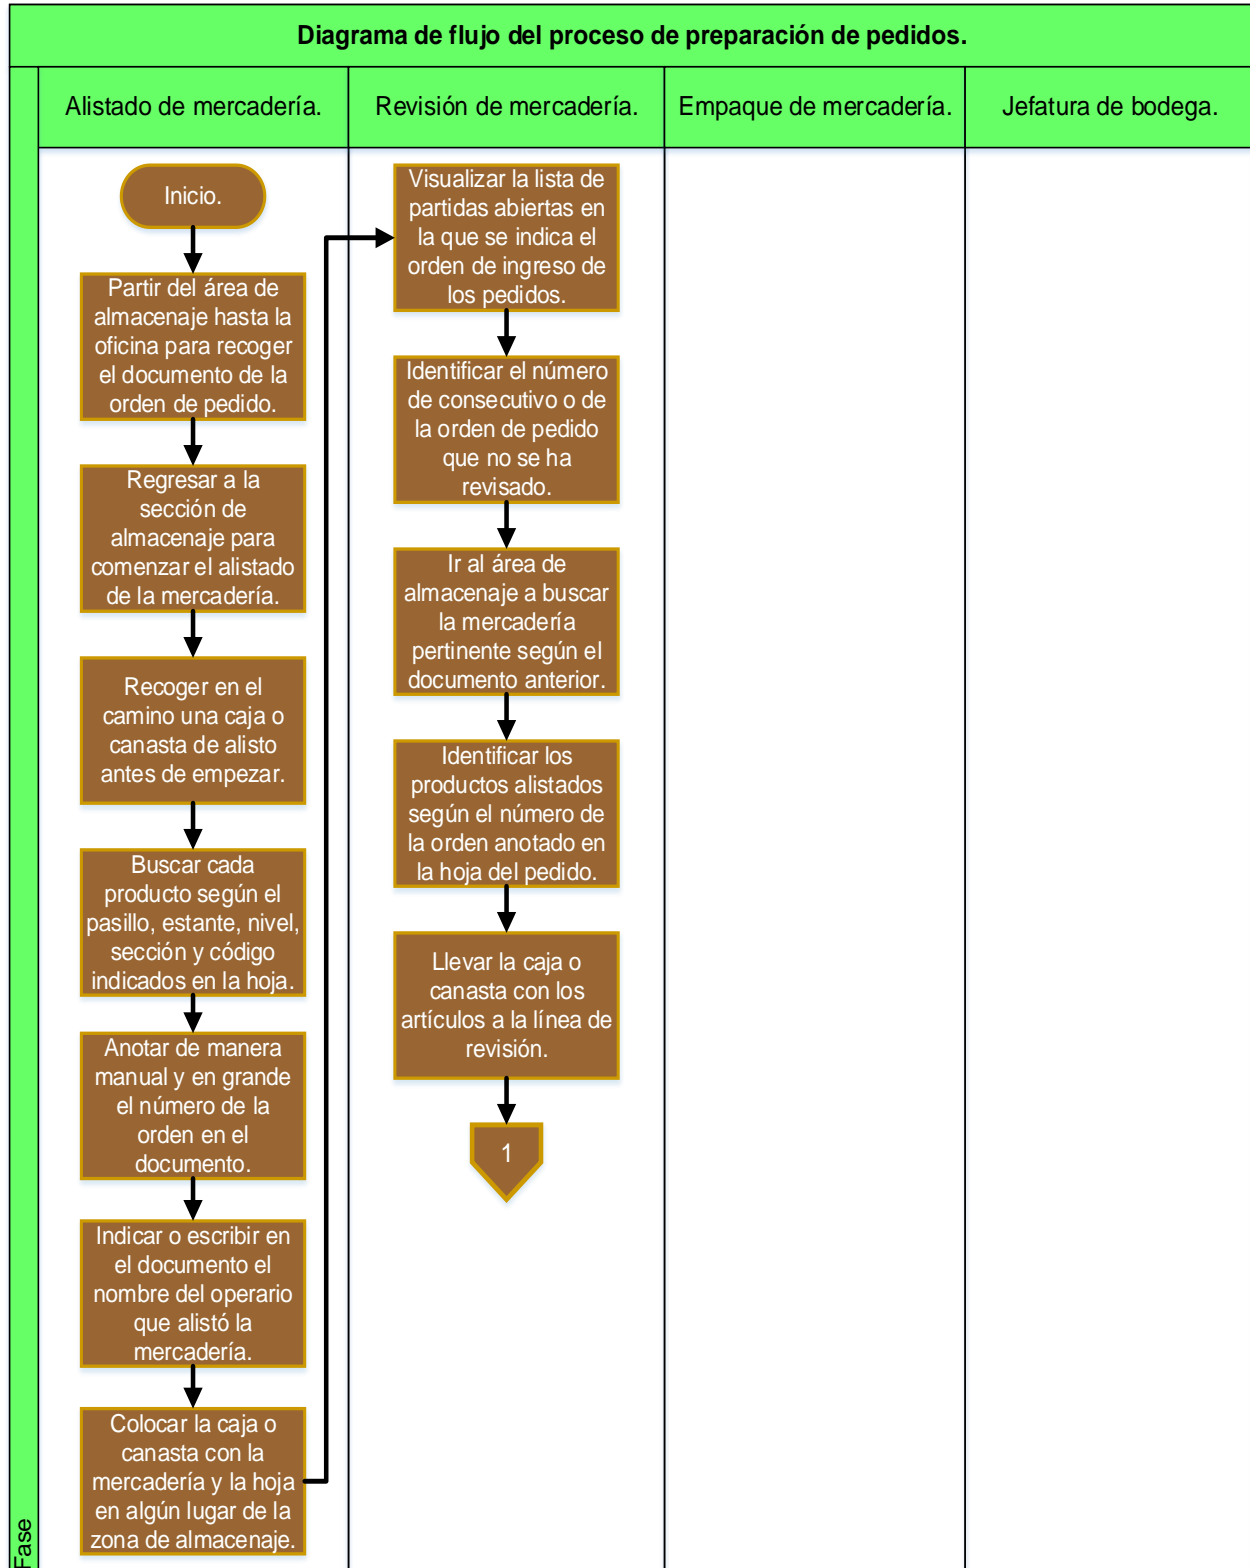 Diagrama de flujo del proceso de preparación de pedidos.
Fase
Alistado de mercadería.
Revisión de mercadería.
Empaque de mercadería.
Jefatura de bodega.
Inicio.
Partir del área de
almacenaje hasta la
oficina para recoger
el documento de la
orden de pedido.
Regresar a la
sección de
almacenaje para
comenzar el alistado
de la mercadería.
Recoger en el
camino una caja o
canasta de alisto
antes de empezar.
Buscar cada
producto según el
pasillo, estante, nivel,
sección y código
indicados en la hoja.
Anotar de manera
manual y en grande
el número de la
orden en el
documento.
Indicar o escribir en
el documento el
nombre del operario
que alistó la
mercadería.
Colocar la caja o
canasta con la
mercadería y la hoja
en algún lugar de la
zona de almacenaje.
Visualizar la lista de
partidas abiertas en
la que se indica el
orden de ingreso de
los pedidos.
Identificar el número
de consecutivo o de
la orden de pedido
que no se ha
revisado.
Ir al área de
almacenaje a buscar
la mercadería
pertinente según el
documento anterior.
Identificar los
productos alistados
según el número de
la orden anotado en
la hoja del pedido.
Llevar la caja o
canasta con los
artículos a la línea de
revisión.
1